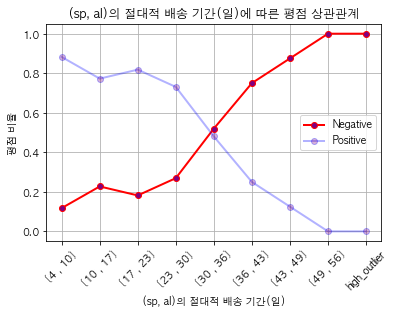 (sp, al)의 절대적 배송 기간(일)에 따른 평점 상관관계
1.0
0.8
0.6
0.4
0.2
0.0
평점 비율
Negative
Positive
(4 , 10)
(10 , 17)
(17 , 23)
(23 , 30)
(30 , 36)
(36 , 43)
(43 , 49)
(49 , 56)
hgh_outlier
(sp, al)의 절대적 배송 기간(일)